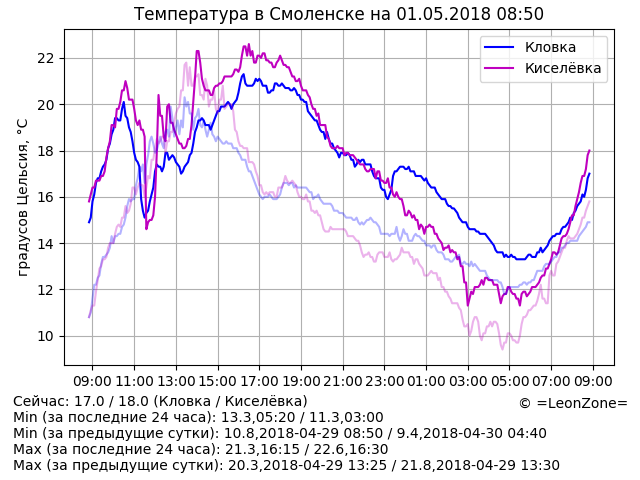 Температура в Смоленске на 01.05.2018 08:50
Кловка
Киселёвка
градусов Цельсия, °C
22
20
18
16
14
12
10
09:00 11:00 13:00 15:00 17:00 19:00 21:00 23:00 01:00 03:00 05:00 07:00 09:00
Сейчас: 17.0 / 18.0 (Кловка / Киселёвка)
© =LeonZone=
Min (за последние 24 часа): 13.3,05:20 / 11.3,03:00
Min (за предыдущие сутки): 10.8,2018-04-29 08:50 / 9.4,2018-04-30 04:40
Max (за последние 24 часа): 21.3,16:15 / 22.6,16:30
Max (за предыдущие сутки): 20.3,2018-04-29 13:25 / 21.8,2018-04-29 13:30